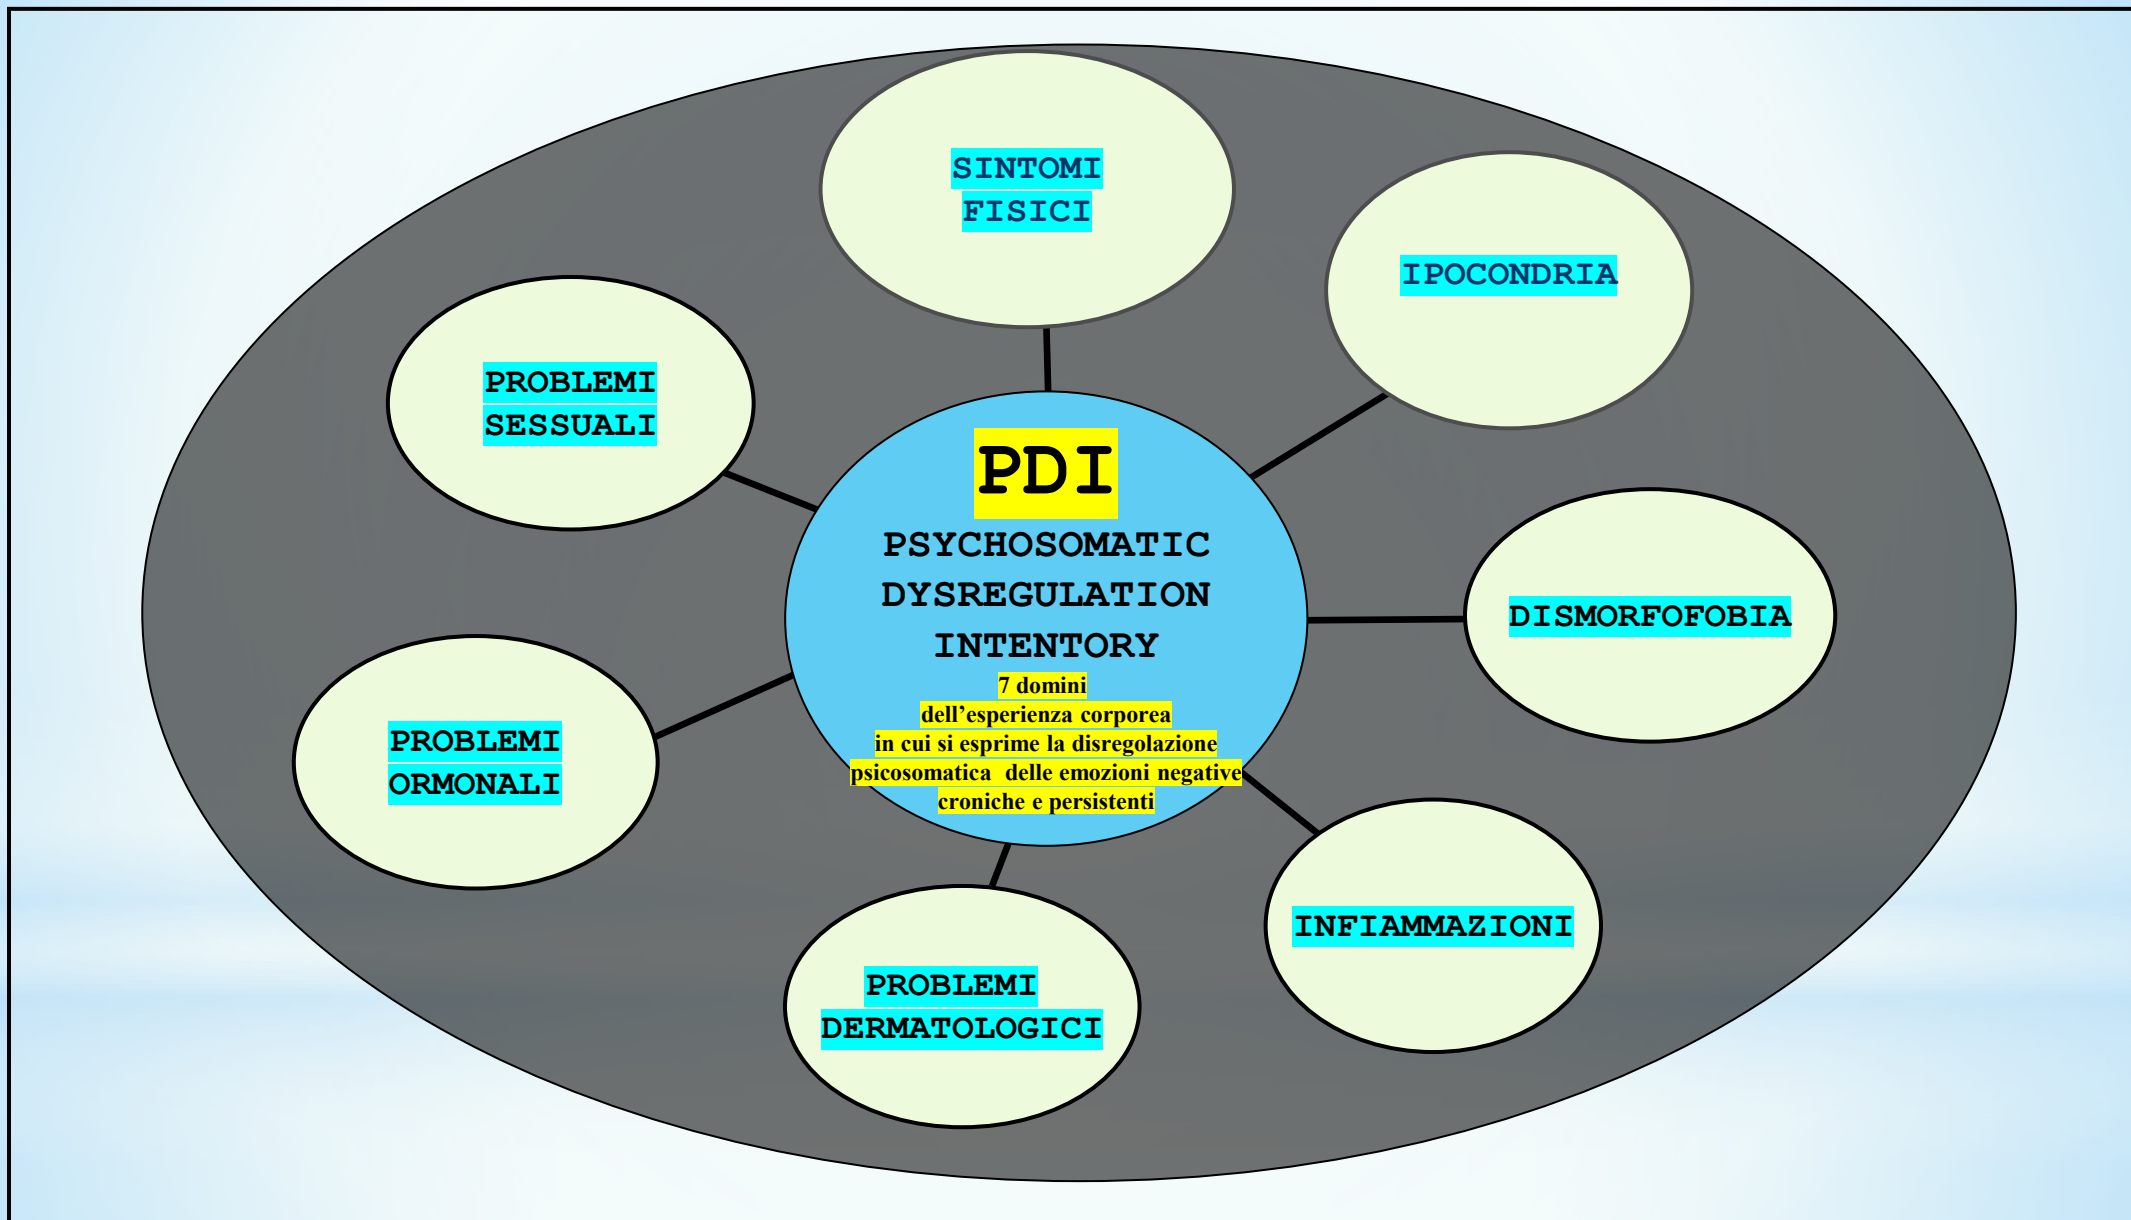 SINTOMI
FISICI
IPOCONDRIA
PROBLEMI
SESSUALI
PDI
PSYCHOSOMATIC
DYSREGULATION
INTENTORY
7 domini
dell’esperienza corporea
in cui si esprime la disregolazione
psicosomatica delle emozioni negative
croniche e persistenti
DISMORFOFOBIA
PROBLEMI
ORMONALI
INFIAMMAZIONI
PROBLEMI
DERMATOLOGICI